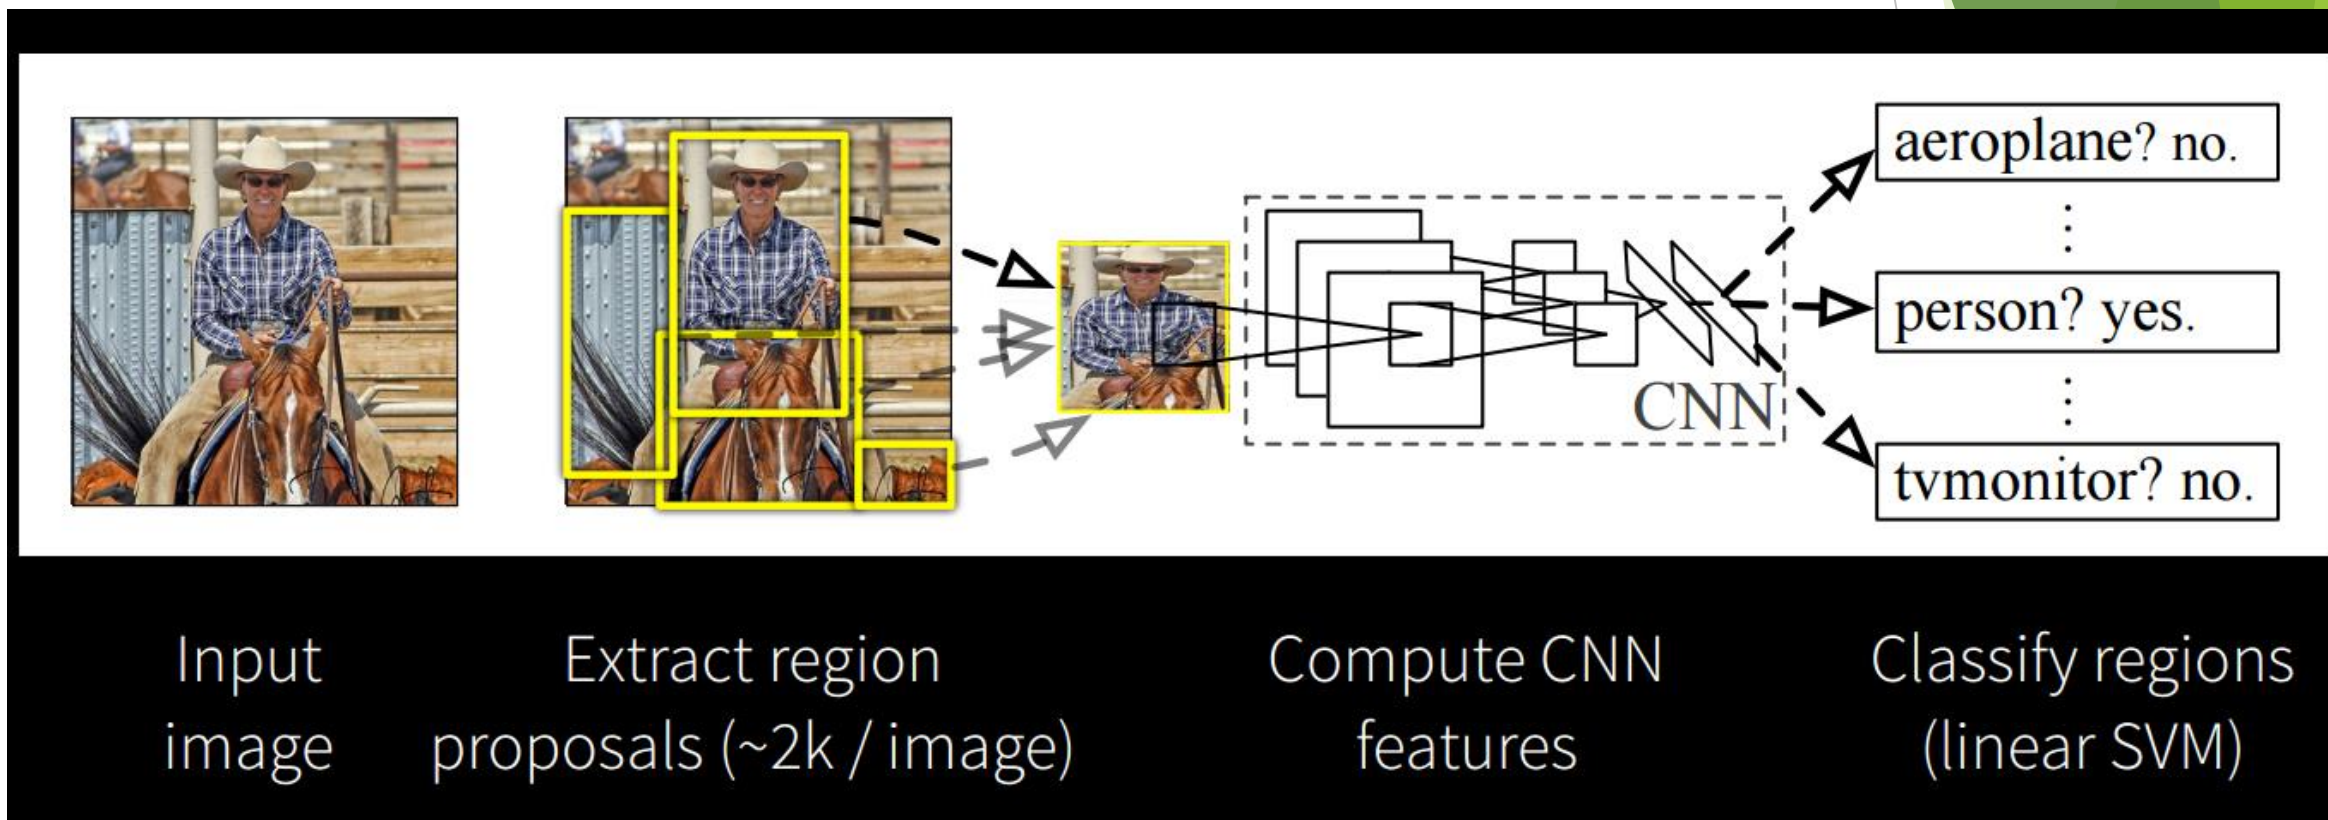 aeroplane? no.
person? yes.
CNN
tvmonitor? no.
Input
image
Extract region
proposals (~2k / image)
Compute CNN
features
Classify regions
(linear SVM)